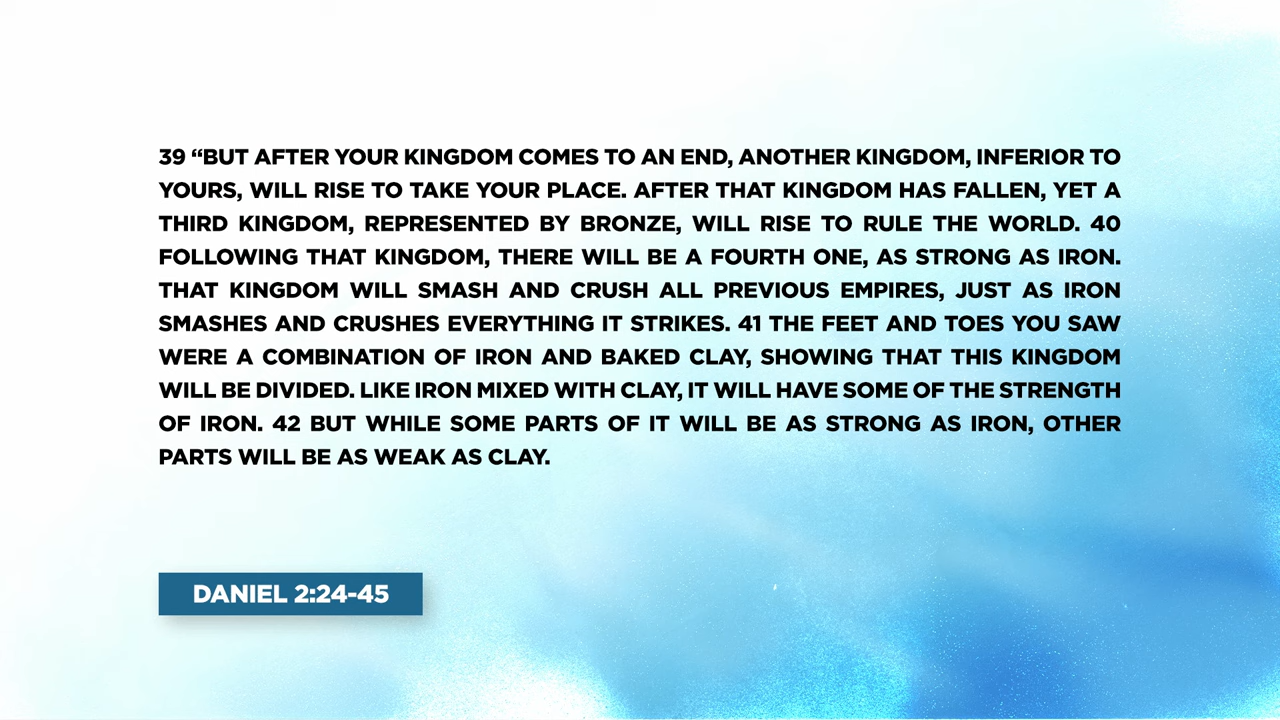 39 “BUT AFTER YOUR KINGDOM COMES TO AN END, ANOTHER KINGDOM, INFERIOR TO
YOURS, WILL RISE TO TAKE YOUR PLACE. AFTER THAT KINGDOM HAS FALLEN, YET A
THIRD KINGDOM, REPRESENTED BY BRONZE, WILL RISE TO RULE THE WORLD. 40
FOLLOWING THAT KINGDOM, THERE WILL BE A FOURTH ONE, AS STRONG AS IRON.
THAT KINGDOM WILL SMASH AND CRUSH ALL PREVIOUS EMPIRES, JUST AS IRON
SMASHES AND CRUSHES EVERYTHING IT STRIKES. 41 THE FEET AND TOES YOU SAW
WERE A COMBINATION OF IRON AND BAKED CLAY, SHOWING THAT THIS KINGDOM
WILL BE DIVIDED. LIKE IRON MIXED WITH CLAY, IT WILL HAVE SOME OF THE STRENGTH
OF IRON. 42 BUT WHILE SOME PARTS OF IT WILL BE AS STRONG AS IRON, OTHER
PARTS WILL BE AS WEAK AS CLAY.
DANIEL 2:24-45